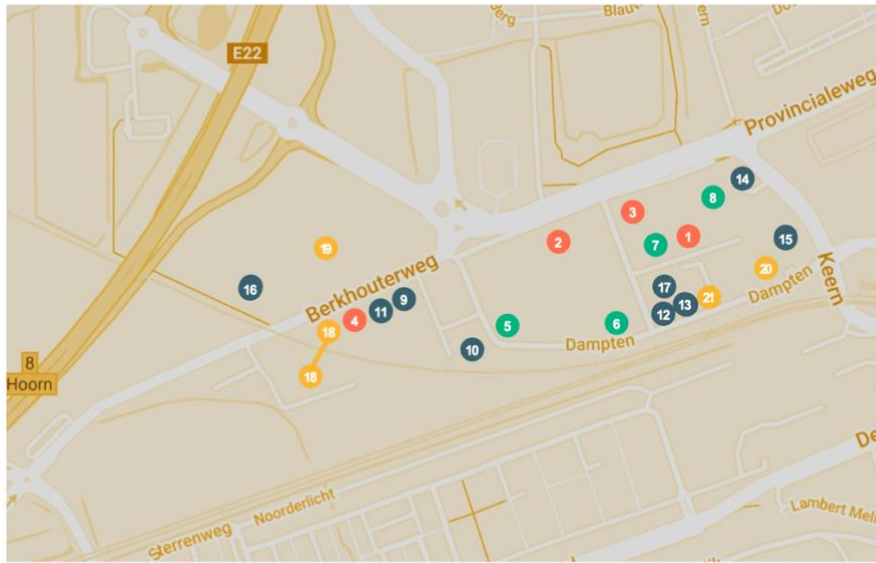 Berg
Blauw
E22
Provincialeweg
14
8
3
1
15
2
7
19
Keern
20
Dampten
16
Berkhouterweg
9
17
21
11
13
12
4
18
5
6
10
Dampten
18
8
Hoorn
De
Noorderlicht
Sterrenweg
Lambert Meli